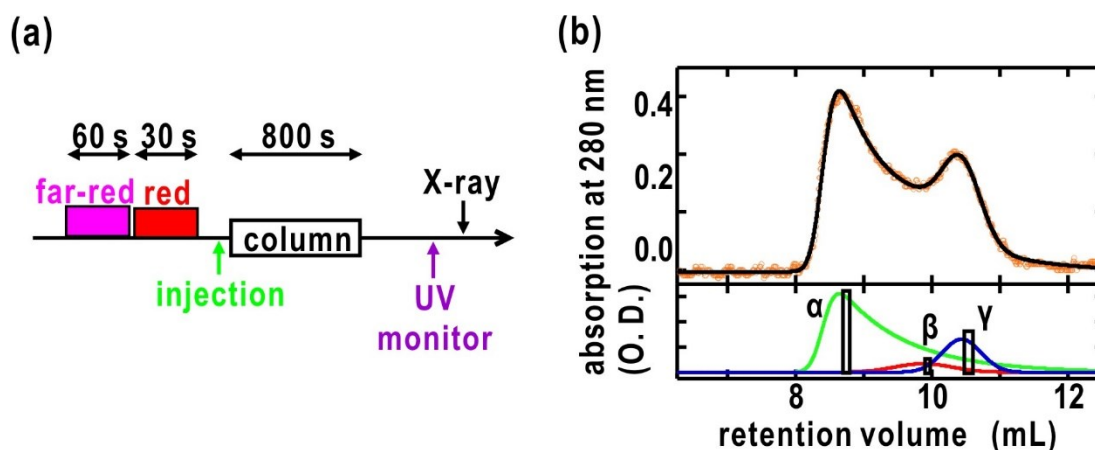 (a)
60 s 30 s 800 s
far-red red
X-ray
column
injection
UV
monitor
(b)
absorption at 280 nm
(O. D.)
0.4
0.2
0.0
α
β
γ
8 10 12
retention volume (mL)